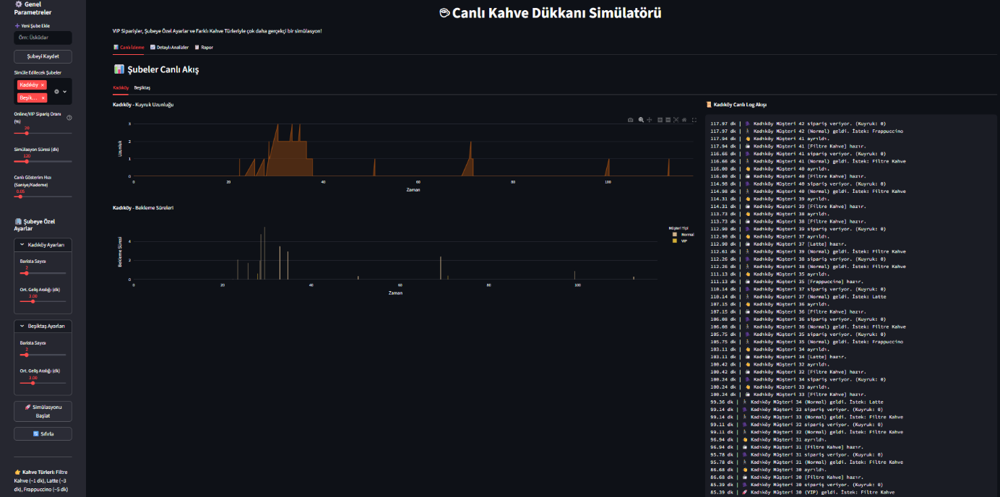 Genel
Parametreler
Yeni Şube Ekle
Örn: Üsküdar
Şubeyi Kaydet
Simüle Edilecek Şubeler
Kadıköy ×
Beşik... ×
Online/VIP Sipariş Oranı
(%)
20
Simülasyon Süresi (dk)
120
Canlı Gösterim Hızı
(Saniye/Kademe)
0.05
Şubeye Özel
Ayarlar
Kadıköy Ayarları
Barista Sayısı
2
Ort. Geliş Aralığı (dk)
3.00
Beşiktaş Ayarları
Barista Sayısı
2
Ort. Geliş Aralığı (dk)
3.00
Simülasyonu
Başlat
Sıfırla
Kahve Türleri: Filtre
Kahve (~1 dk), Latte (~3
dk), Frappuccino (~5 dk)
Canlı Kahve Dükkanı Simülatörü
VIP Siparişler, Şubeye Özel Ayarlar ve Farklı Kahve Türleriyle çok daha gerçekçi bir simülasyon!
Canlı İzleme Detaylı Analizler Rapor
Şubeler Canlı Akış
Kadıköy Beşiktaş
Kadıköy - Kuyruk Uzunluğu
Uzunluk
3
2
1
0
0 20 40 60 80 100
Zaman
Kadıköy - Bekleme Süreleri
Bekleme Süresi
4
2
0
0 20 40 60 80 100
Zaman
Müşteri Tipi
Normal
VIP
Kadıköy Canlı Log Akışı
117.97 dk | Kadıköy Müşteri 42 sipariş veriyor. (Kuyruk: 0)
117.97 dk | Kadıköy Müşteri 42 (Normal) geldi. İstek: Frappuccino
117.94 dk | Kadıköy Müşteri 41 ayrıldı.
117.94 dk | Kadıköy Müşteri 41 [Filtre Kahve] hazır.
116.66 dk | Kadıköy Müşteri 41 sipariş veriyor. (Kuyruk: 0)
116.66 dk | Kadıköy Müşteri 41 (Normal) geldi. İstek: Filtre Kahve
116.00 dk | Kadıköy Müşteri 40 ayrıldı.
116.00 dk | Kadıköy Müşteri 40 [Filtre Kahve] hazır.
114.98 dk | Kadıköy Müşteri 40 sipariş veriyor. (Kuyruk: 0)
114.98 dk | Kadıköy Müşteri 40 (Normal) geldi. İstek: Filtre Kahve
114.31 dk | Kadıköy Müşteri 39 ayrıldı.
114.31 dk | Kadıköy Müşteri 39 [Filtre Kahve] hazır.
113.73 dk | Kadıköy Müşteri 38 ayrıldı.
113.73 dk | Kadıköy Müşteri 38 [Filtre Kahve] hazır.
112.90 dk | Kadıköy Müşteri 39 sipariş veriyor. (Kuyruk: 0)
112.90 dk | Kadıköy Müşteri 37 ayrıldı.
112.90 dk | Kadıköy Müşteri 37 [Latte] hazır.
112.61 dk | Kadıköy Müşteri 39 (Normal) geldi. İstek: Filtre Kahve
112.26 dk | Kadıköy Müşteri 38 sipariş veriyor. (Kuyruk: 0)
112.26 dk | Kadıköy Müşteri 38 (Normal) geldi. İstek: Filtre Kahve
111.13 dk | Kadıköy Müşteri 35 ayrıldı.
111.13 dk | Kadıköy Müşteri 35 [Frappuccino] hazır.
110.14 dk | Kadıköy Müşteri 37 sipariş veriyor. (Kuyruk: 0)
110.14 dk | Kadıköy Müşteri 37 (Normal) geldi. İstek: Latte
107.15 dk | Kadıköy Müşteri 36 ayrıldı.
107.15 dk | Kadıköy Müşteri 36 [Filtre Kahve] hazır.
106.08 dk | Kadıköy Müşteri 36 sipariş veriyor. (Kuyruk: 0)
106.08 dk | Kadıköy Müşteri 36 (Normal) geldi. İstek: Filtre Kahve
105.75 dk | Kadıköy Müşteri 35 sipariş veriyor. (Kuyruk: 0)
105.75 dk | Kadıköy Müşteri 35 (Normal) geldi. İstek: Frappuccino
103.11 dk | Kadıköy Müşteri 34 ayrıldı.
103.11 dk | Kadıköy Müşteri 34 [Latte] hazır.
100.42 dk | Kadıköy Müşteri 32 ayrıldı.
100.42 dk | Kadıköy Müşteri 32 [Filtre Kahve] hazır.
100.24 dk | Kadıköy Müşteri 34 sipariş veriyor. (Kuyruk: 0)
100.24 dk | Kadıköy Müşteri 33 ayrıldı.
100.24 dk | Kadıköy Müşteri 33 [Filtre Kahve] hazır.
99.36 dk | Kadıköy Müşteri 34 (Normal) geldi. İstek: Latte
99.14 dk | Kadıköy Müşteri 33 sipariş veriyor. (Kuyruk: 0)
99.14 dk | Kadıköy Müşteri 33 (Normal) geldi. İstek: Filtre Kahve
99.11 dk | Kadıköy Müşteri 32 sipariş veriyor. (Kuyruk: 0)
99.11 dk | Kadıköy Müşteri 32 (Normal) geldi. İstek: Filtre Kahve
96.94 dk | Kadıköy Müşteri 31 ayrıldı.
96.94 dk | Kadıköy Müşteri 31 [Filtre Kahve] hazır.
95.78 dk | Kadıköy Müşteri 31 sipariş veriyor. (Kuyruk: 0)
95.78 dk | Kadıköy Müşteri 31 (Normal) geldi. İstek: Filtre Kahve
86.68 dk | Kadıköy Müşteri 30 ayrıldı.
86.68 dk | Kadıköy Müşteri 30 [Filtre Kahve] hazır.
85.39 dk | Kadıköy Müşteri 30 sipariş veriyor. (Kuyruk: 0)
85.39 dk | Kadıköy Müşteri 30 (VIP) geldi. İstek: Filtre Kahve